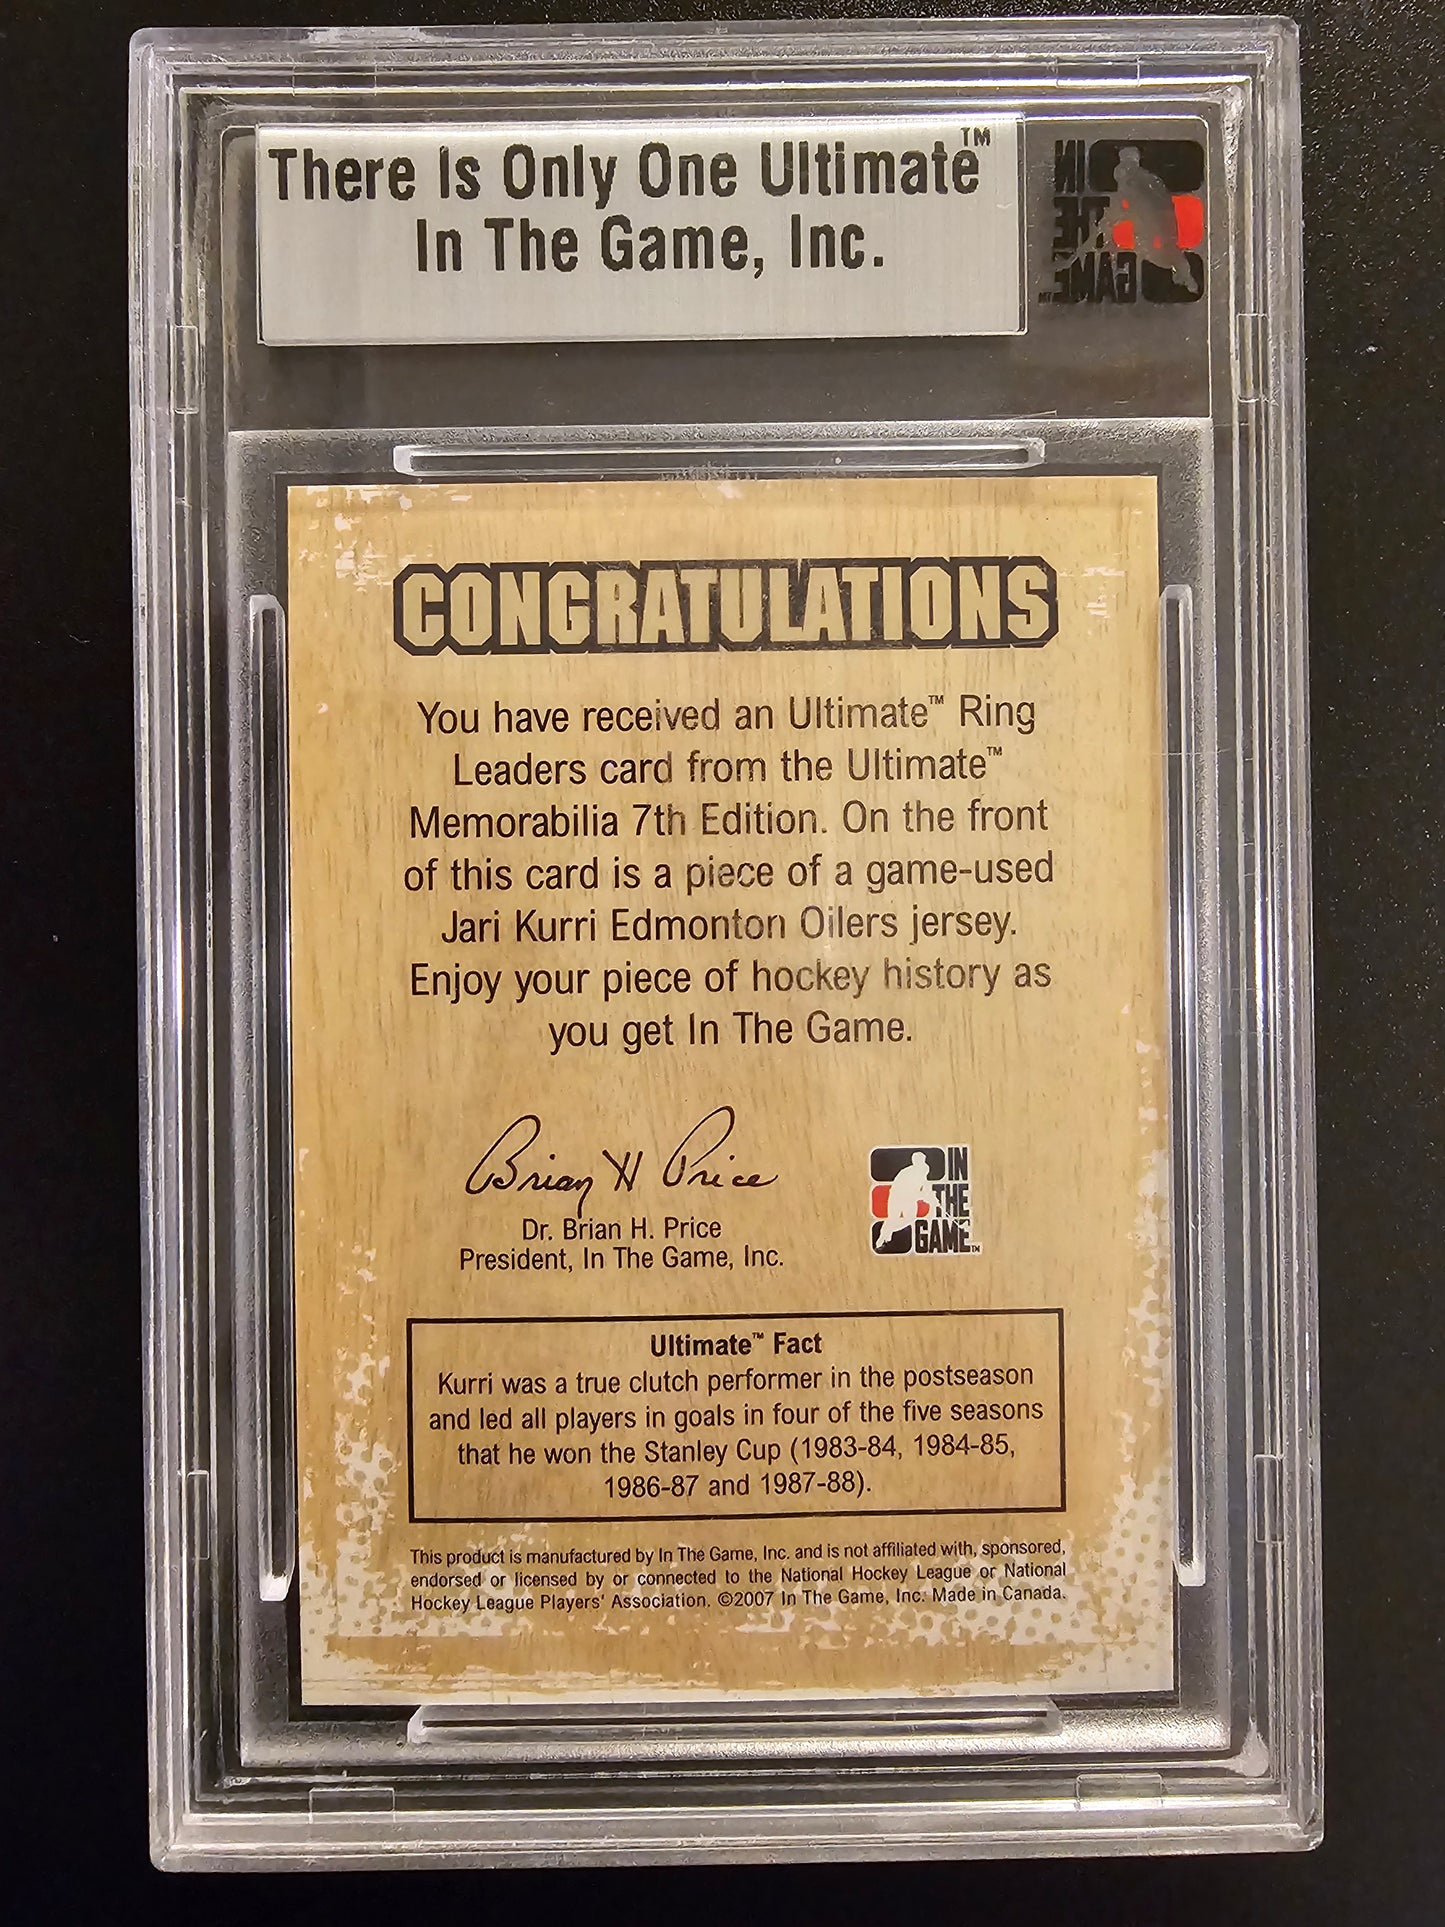 There Is Only One Ultimate™
In The Game, Inc.
IN
THE
GAME™
CONGRATULATIONS
You have received an Ultimate™ Ring
Leaders card from the Ultimate™
Memorabilia 7th Edition. On the front
of this card is a piece of a game-used
Jari Kurri Edmonton Oilers jersey.
Enjoy your piece of hockey history as
you get In The Game.
Brian H Price
Dr. Brian H. Price
President, In The Game, Inc.
IN
THE
GAME™
Ultimate™ Fact
Kurri was a true clutch performer in the postseason
and led all players in goals in four of the five seasons
that he won the Stanley Cup (1983-84, 1984-85,
1986-87 and 1987-88).
This product is manufactured by In The Game, Inc. and is not affiliated with, sponsored,
endorsed or licensed by or connected to the National Hockey League or National
Hockey League Players' Association. ©2007 In The Game, Inc. Made in Canada.